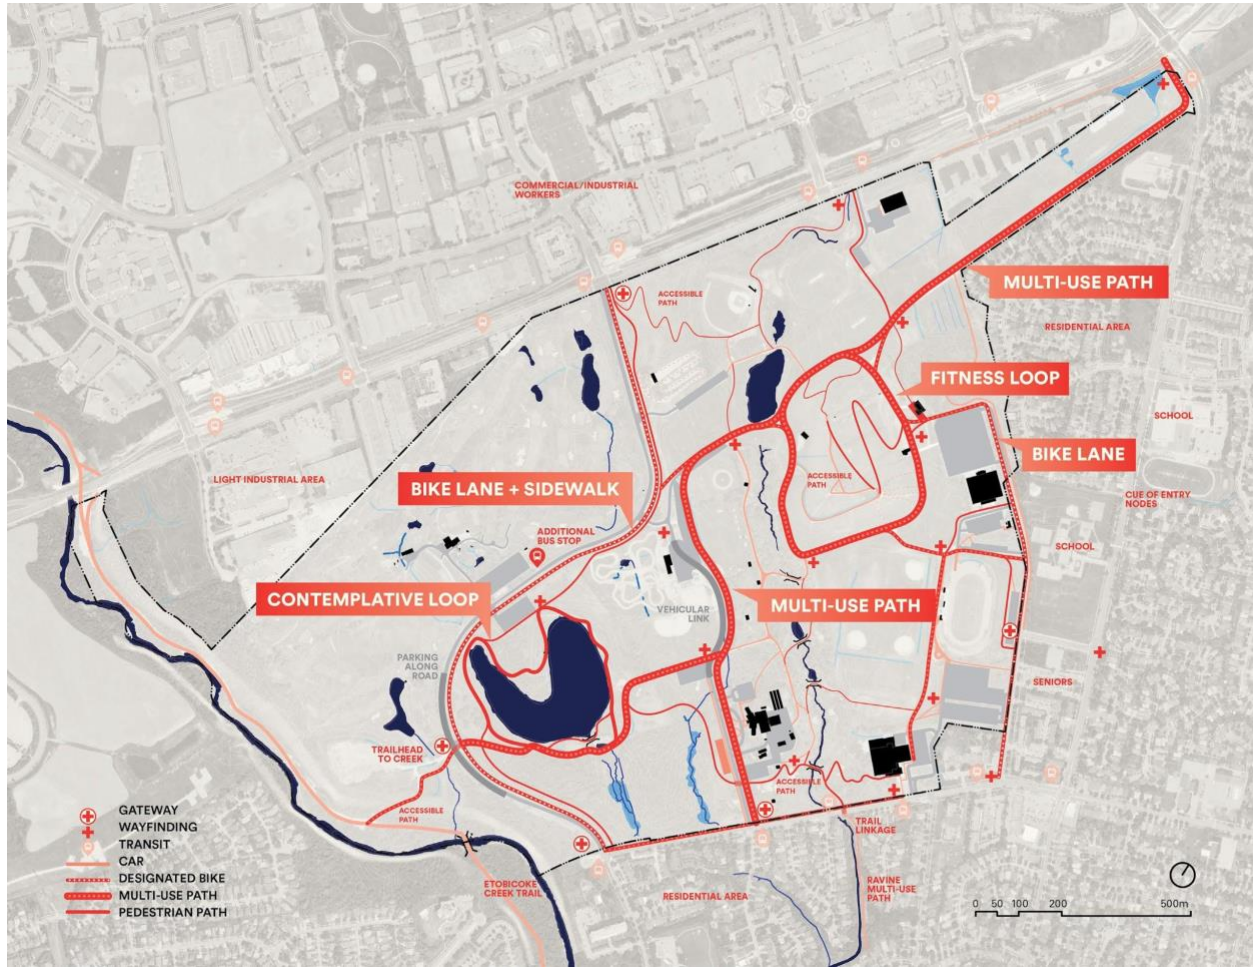 COMMERCIAL/INDUSTRIAL
WORKERS
ACCESSIBLE
PATH
MULTI-USE PATH
RESIDENTIAL AREA
FITNESS LOOP
SCHOOL
BIKE LANE
ACCESSIBLE
PATH
LIGHT INDUSTRIAL AREA
BIKE LANE + SIDEWALK
CUE OF ENTRY
NODES
ADDITIONAL
BUS STOP
SCHOOL
CONTEMPLATIVE LOOP
MULTI-USE PATH
VEHICULAR
LINK
PARKING
ALONG
ROAD
SENIORS
TRAILHEAD
TO CREEK
ACCESSIBLE
PATH
ACCESSIBLE
PATH
TRAIL
LINKAGE
GATEWAY
WAYFINDING
TRANSIT
CAR
DESIGNATED BIKE
MULTI-USE PATH
PEDESTRIAN PATH
ETOBICOKE
CREEK TRAIL
RESIDENTIAL AREA
RAVINE
MULTI-USE
PATH
0 50 100 200 500m